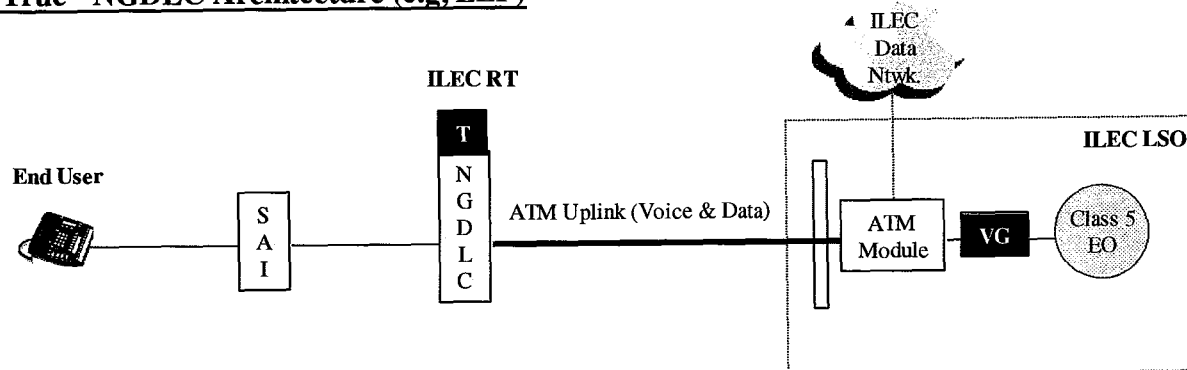 True" NGDLC Architecture (e.g, ELP)
ILEC
Data
Ntwk.
ILEC RT
ILEC LSO
T
End User
N
G
D
L
C
S
A
I
ATM Uplink (Voice & Data)
ATM
Module
VG
Class 5
EO